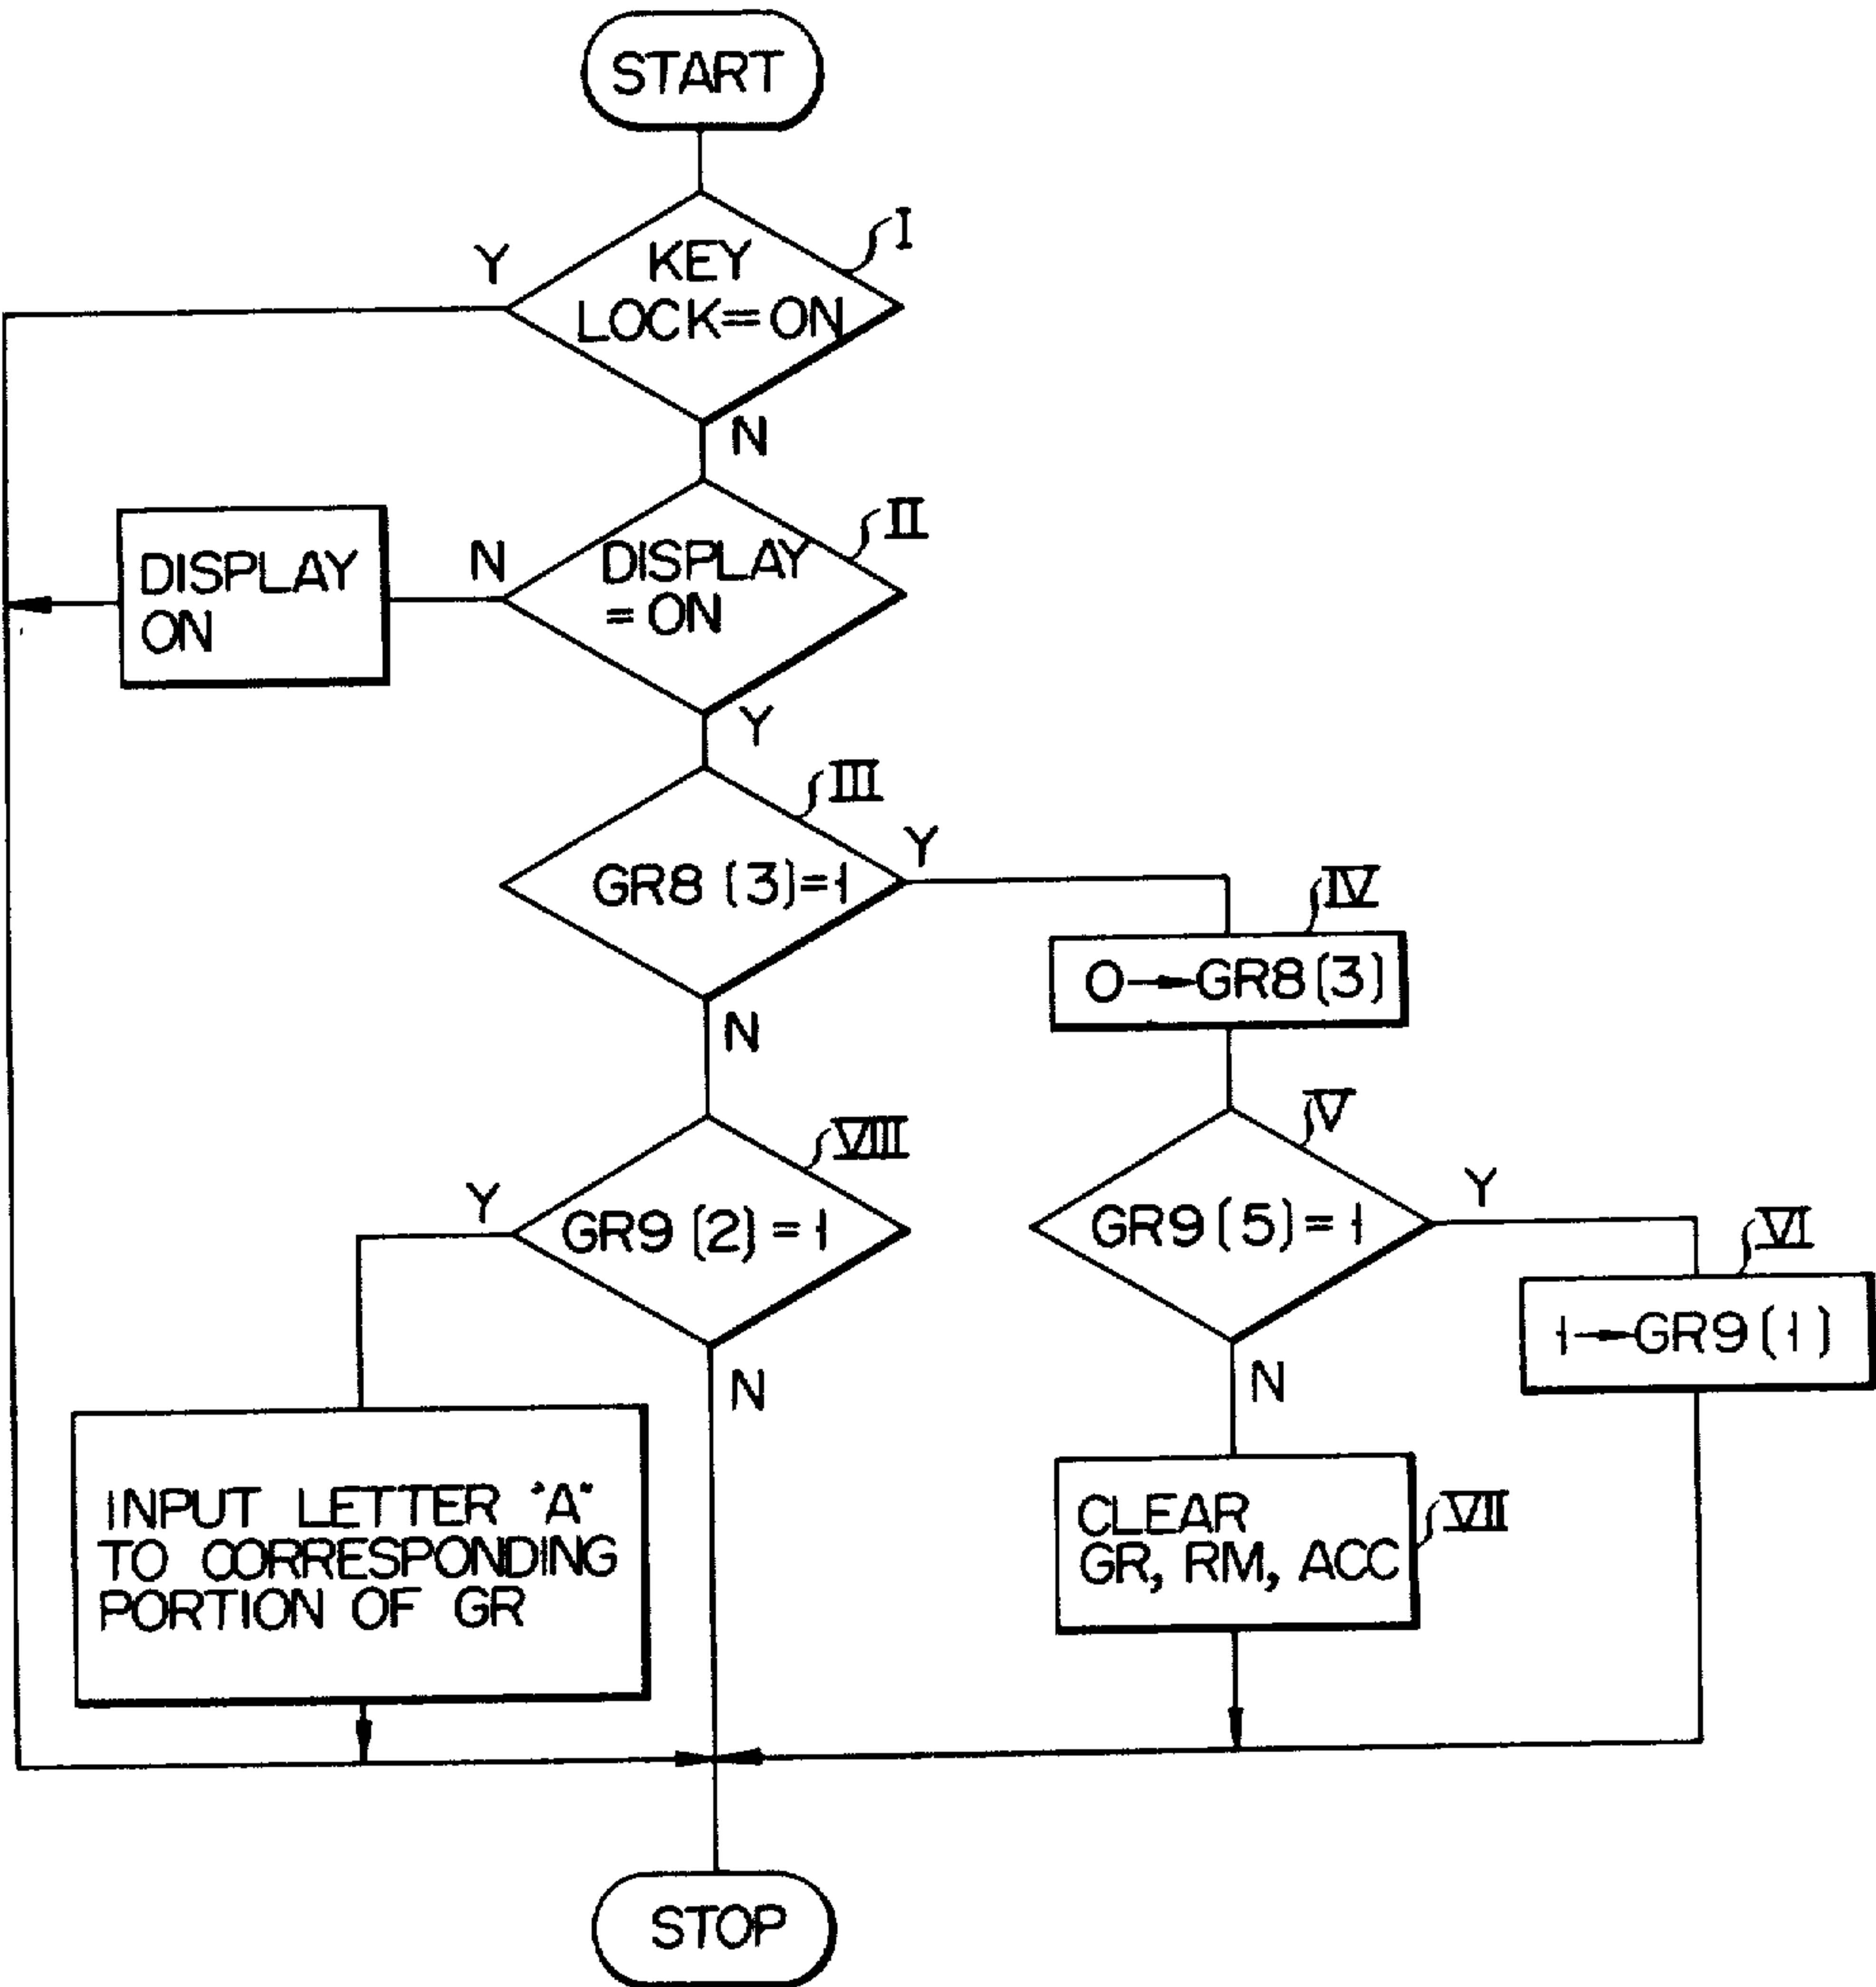 START
I
Y
KEY
LOCK=ON
N
II
DISPLAY
ON
N
DISPLAY
=ON
Y
III
GR8(3)=1
Y
IV
0→GR8(3)
N
V
VIII
Y
GR9(2)=1
GR9(5)=1
Y
VI
1→GR9(1)
N
N
INPUT LETTER "A"
TO CORRESPONDING
PORTION OF GR
CLEAR
GR, RM, ACC
VII
STOP